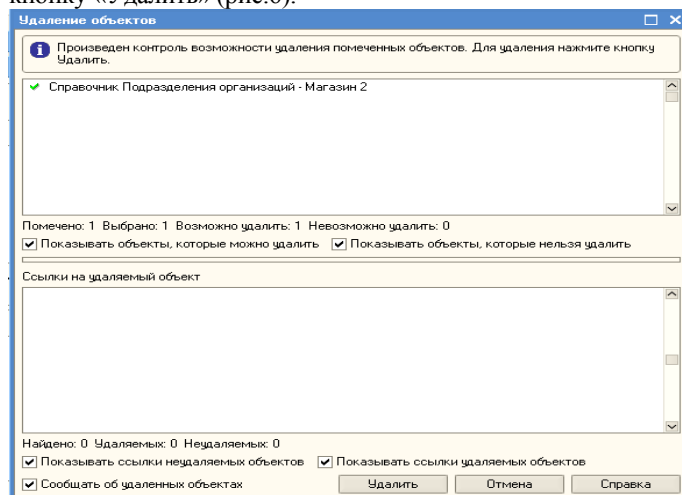 кнопку «Удалить» (рис.6).
Удаление объектов
Произведен контроль возможности удаления помеченных объектов. Для удаления нажмите кнопку
Удалить.
Справочник Подразделения организаций - Магазин 2
Помечено: 1 Выбрано: 1 Возможно удалить: 1 Невозможно удалить: 0
Показывать объекты, которые можно удалить Показывать объекты, которые нельзя удалить
Ссылки на удаляемый объект
Найдено: 0 Удаляемых: 0 Неудаляемых: 0
Показывать ссылки неудаляемых объектов Показывать ссылки удаляемых объектов
Сообщать об удаленных объектах Удалить Отмена Справка